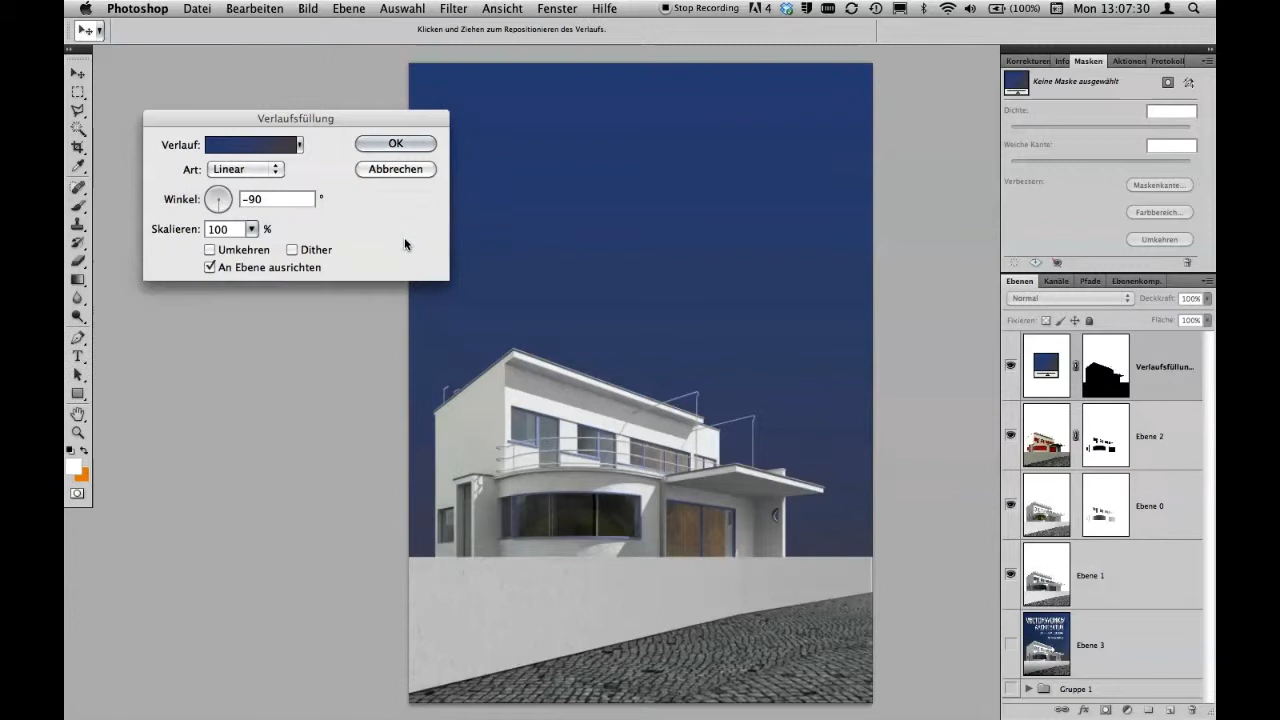 Photoshop Datei Bearbeiten Bild Ebene Auswahl Filter Ansicht Fenster Hilfe Stop Recording 4 (100%) Mon 13:07:30
Klicken und Ziehen zum Repositionieren des Verlaufs.
Verlaufsfüllung
Verlauf: OK
Art: Linear Abbrechen
Winkel: -90 °
Skalieren: 100 %
Umkehren Dither
An Ebene ausrichten
Korrekturen Info Masken Aktionen Protokoll
Keine Maske ausgewählt
Dichte:
Weiche Kante:
Verbessern: Maskenkante...
Farbbereich...
Umkehren
Ebenen Kanäle Pfade Ebenenkomp.
Normal Deckkraft: 100%
Fixieren: Fläche: 100%
Verlaufsfüllun...
Ebene 2
Ebene 0
Ebene 1
Ebene 3
Gruppe 1